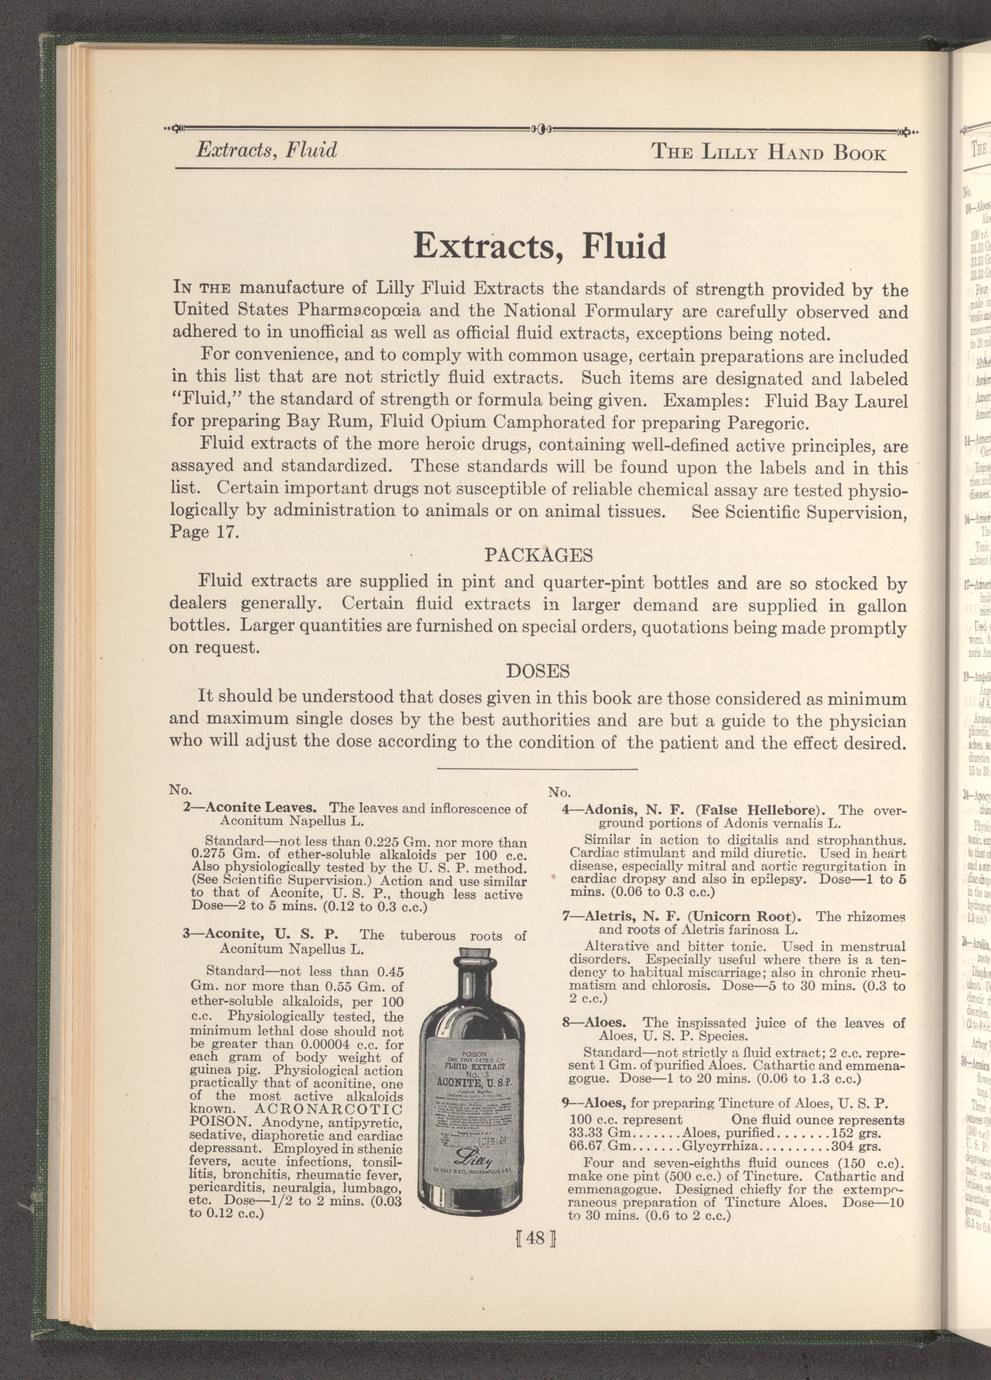 Extracts, Fluid
THE LILLY HAND BOOK
Extracts, Fluid
IN THE manufacture of Lilly Fluid Extracts the standards of strength provided by the
United States Pharmacopœia and the National Formulary are carefully observed and
adhered to in unofficial as well as official fluid extracts, exceptions being noted.
For convenience, and to comply with common usage, certain preparations are included
in this list that are not strictly fluid extracts. Such items are designated and labeled
“Fluid,” the standard of strength or formula being given. Examples: Fluid Bay Laurel
for preparing Bay Rum, Fluid Opium Camphorated for preparing Paregoric.
Fluid extracts of the more heroic drugs, containing well-defined active principles, are
assayed and standardized. These standards will be found upon the labels and in this
list. Certain important drugs not susceptible of reliable chemical assay are tested physio-
logically by administration to animals or on animal tissues. See Scientific Supervision,
Page 17.
PACKAGES
Fluid extracts are supplied in pint and quarter-pint bottles and are so stocked by
dealers generally. Certain fluid extracts in larger demand are supplied in gallon
bottles. Larger quantities are furnished on special orders, quotations being made promptly
on request.
DOSES
It should be understood that doses given in this book are those considered as minimum
and maximum single doses by the best authorities and are but a guide to the physician
who will adjust the dose according to the condition of the patient and the effect desired.
No.
2—Aconite Leaves. The leaves and inflorescence of
Aconitum Napellus L.
Standard—not less than 0.225 Gm. nor more than
0.275 Gm. of ether-soluble alkaloids per 100 c.c.
Also physiologically tested by the U. S. P. method.
(See Scientific Supervision.) Action and use similar
to that of Aconite, U. S. P., though less active
Dose—2 to 5 mins. (0.12 to 0.3 c.c.)
3—Aconite, U. S. P. The tuberous roots of
Aconitum Napellus L.
Standard—not less than 0.45
Gm. nor more than 0.55 Gm. of
ether-soluble alkaloids, per 100
c.c. Physiologically tested, the
minimum lethal dose should not
be greater than 0.00004 c.c. for
each gram of body weight of
guinea pig. Physiological action
practically that of aconitine, one
of the most active alkaloids
known. ACRONARCOTIC
POISON. Anodyne, antipyretic,
sedative, diaphoretic and cardiac
depressant. Employed in sthenic
fevers, acute infections, tonsil-
litis, bronchitis, rheumatic fever,
pericarditis, neuralgia, lumbago,
etc. Dose—1/2 to 2 mins. (0.03
to 0.12 c.c.)
POISON
ONE PINT (473 C.C.)
FLUID EXTRACT
No. 3
ACONITE, U. S. P.
Lilly
ELI LILLY & CO., INDIANAPOLIS, U.S.A.
No.
4—Adonis, N. F. (False Hellebore). The over-
ground portions of Adonis vernalis L.
Similar in action to digitalis and strophanthus.
Cardiac stimulant and mild diuretic. Used in heart
disease, especially mitral and aortic regurgitation in
cardiac dropsy and also in epilepsy. Dose—1 to 5
mins. (0.06 to 0.3 c.c.)
7—Aletris, N. F. (Unicorn Root). The rhizomes
and roots of Aletris farinosa L.
Alterative and bitter tonic. Used in menstrual
disorders. Especially useful where there is a ten-
dency to habitual miscarriage; also in chronic rheu-
matism and chlorosis. Dose—5 to 30 mins. (0.3 to
2 c.c.)
8—Aloes. The inspissated juice of the leaves of
Aloes, U. S. P. Species.
Standard—not strictly a fluid extract; 2 c.c. repre-
sent 1 Gm. of purified Aloes. Cathartic and emmena-
gogue. Dose—1 to 20 mins. (0.06 to 1.3 c.c.)
9—Aloes, for preparing Tincture of Aloes, U. S. P.
100 c.c. represent One fluid ounce represents
33.33 Gm.......Aloes, purified........152 grs.
66.67 Gm.......Glycyrrhiza...........304 grs.
Four and seven-eighths fluid ounces (150 c.c).
make one pint (500 c.c.) of Tincture. Cathartic and
emmenagogue. Designed chiefly for the extempo-
raneous preparation of Tincture Aloes. Dose—10
to 30 mins. (0.6 to 2 c.c.)
[48]